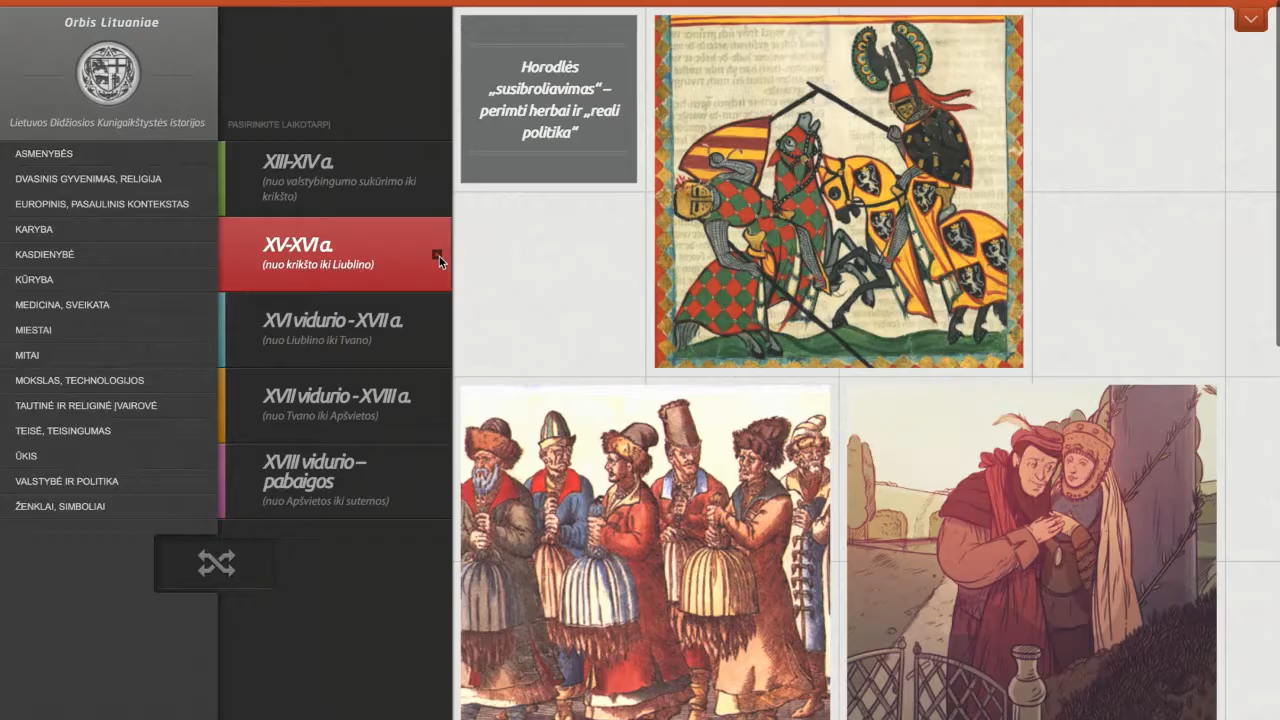 Orbis Lituaniae
Lietuvos Didžiosios Kunigaikštystės istorijos
ASMENYBĖS
DVASINIS GYVENIMAS, RELIGIJA
EUROPINIS, PASAULINIS KONTEKSTAS
KARYBA
KASDIENYBĖ
KŪRYBA
MEDICINA, SVEIKATA
MIESTAI
MITAI
MOKSLAS, TECHNOLOGIJOS
TAUTINĖ IR RELIGINĖ ĮVAIROVĖ
TEISĖ, TEISINGUMAS
ŪKIS
VALSTYBĖ IR POLITIKA
ŽENKLAI, SIMBOLIAI
PASIRINKITE LAIKOTARPĮ
XIII-XIV a.
(nuo valstybingumo sukūrimo iki
krikšto)
XV-XVI a.
(nuo krikšto iki Liublino)
XVI vidurio - XVII a.
(nuo Liublino iki Tvano)
XVII vidurio - XVIII a.
(nuo Tvano iki Apšvietos)
XVIII vidurio –
pabaigos
(nuo Apšvietos iki sutemos)
Horodlės
„susibroliavimas“ –
perimti herbai ir „reali
politika“